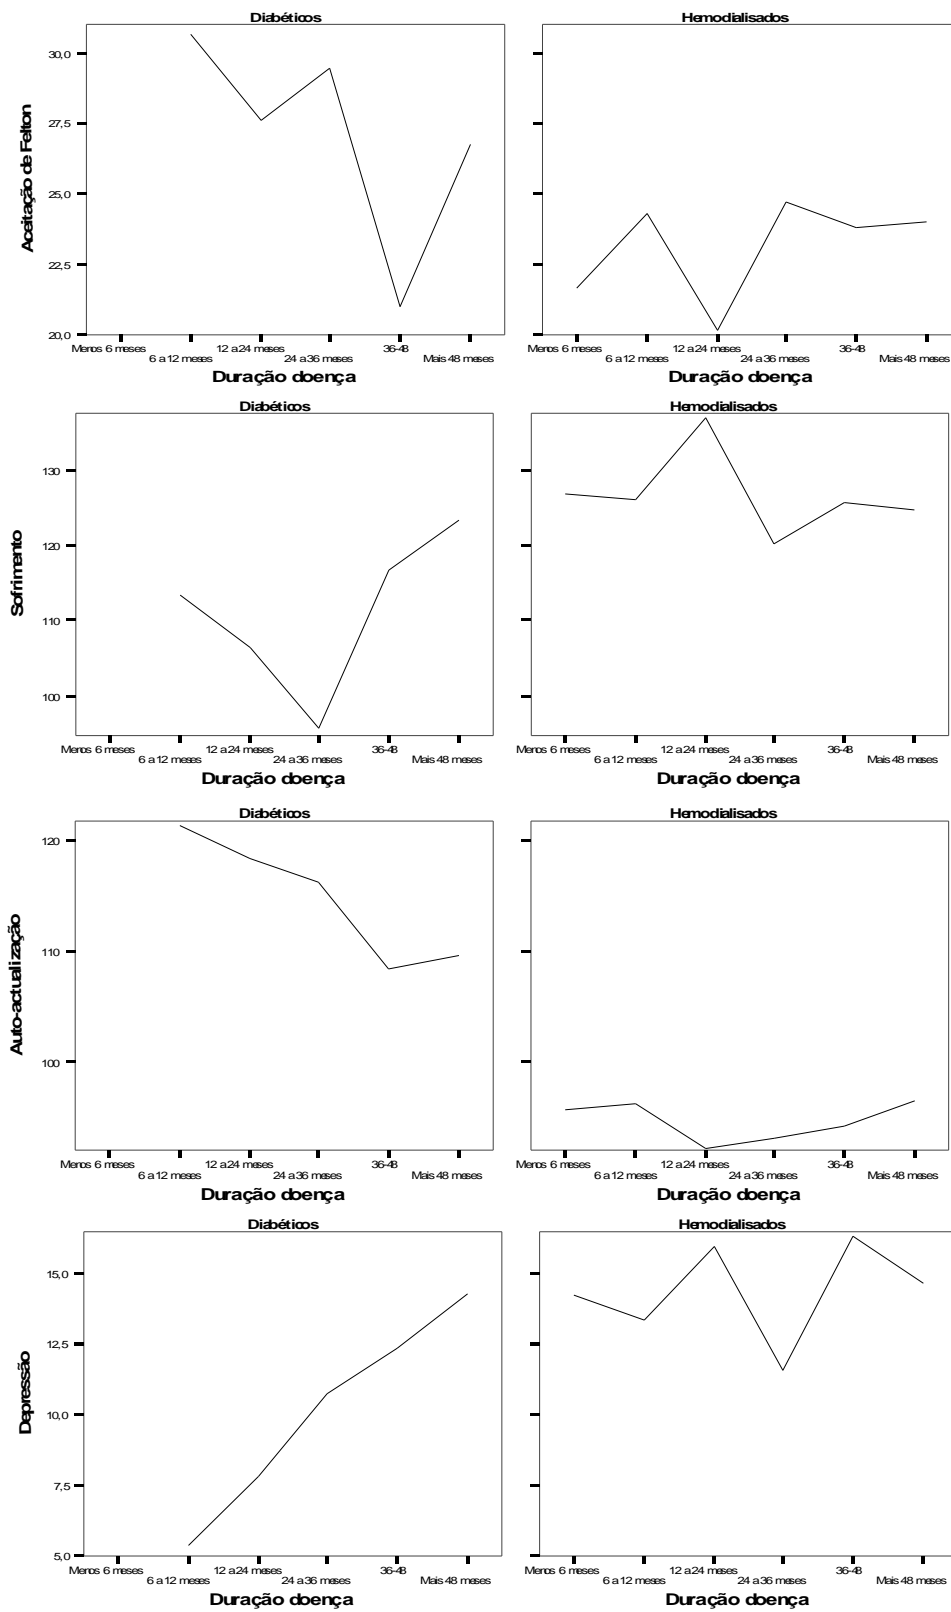 Diabéticos Hemodialisados
Aceitação de Felton
30,0
27,5
25,0
22,5
20,0
Menos 6 meses 12 a 24 meses 36-48 Menos 6 meses 12 a 24 meses 36-48
6 a 12 meses 24 a 36 meses Mais 48 meses 6 a 12 meses 24 a 36 meses Mais 48 meses
Duração doença Duração doença
Diabéticos Hemodialisados
Sofrimento
130
120
110
100
Menos 6 meses 12 a 24 meses 36-48 Menos 6 meses 12 a 24 meses 36-48
6 a 12 meses 24 a 36 meses Mais 48 meses 6 a 12 meses 24 a 36 meses Mais 48 meses
Duração doença Duração doença
Diabéticos Hemodialisados
Auto-actualização
120
110
100
Menos 6 meses 12 a 24 meses 36-48 Menos 6 meses 12 a 24 meses 36-48
6 a 12 meses 24 a 36 meses Mais 48 meses 6 a 12 meses 24 a 36 meses Mais 48 meses
Duração doença Duração doença
Diabéticos Hemodialisados
Depressão
15,0
12,5
10,0
7,5
5,0
Menos 6 meses 12 a 24 meses 36-48 Menos 6 meses 12 a 24 meses 36-48
6 a 12 meses 24 a 36 meses Mais 48 meses 6 a 12 meses 24 a 36 meses Mais 48 meses
Duração doença Duração doença